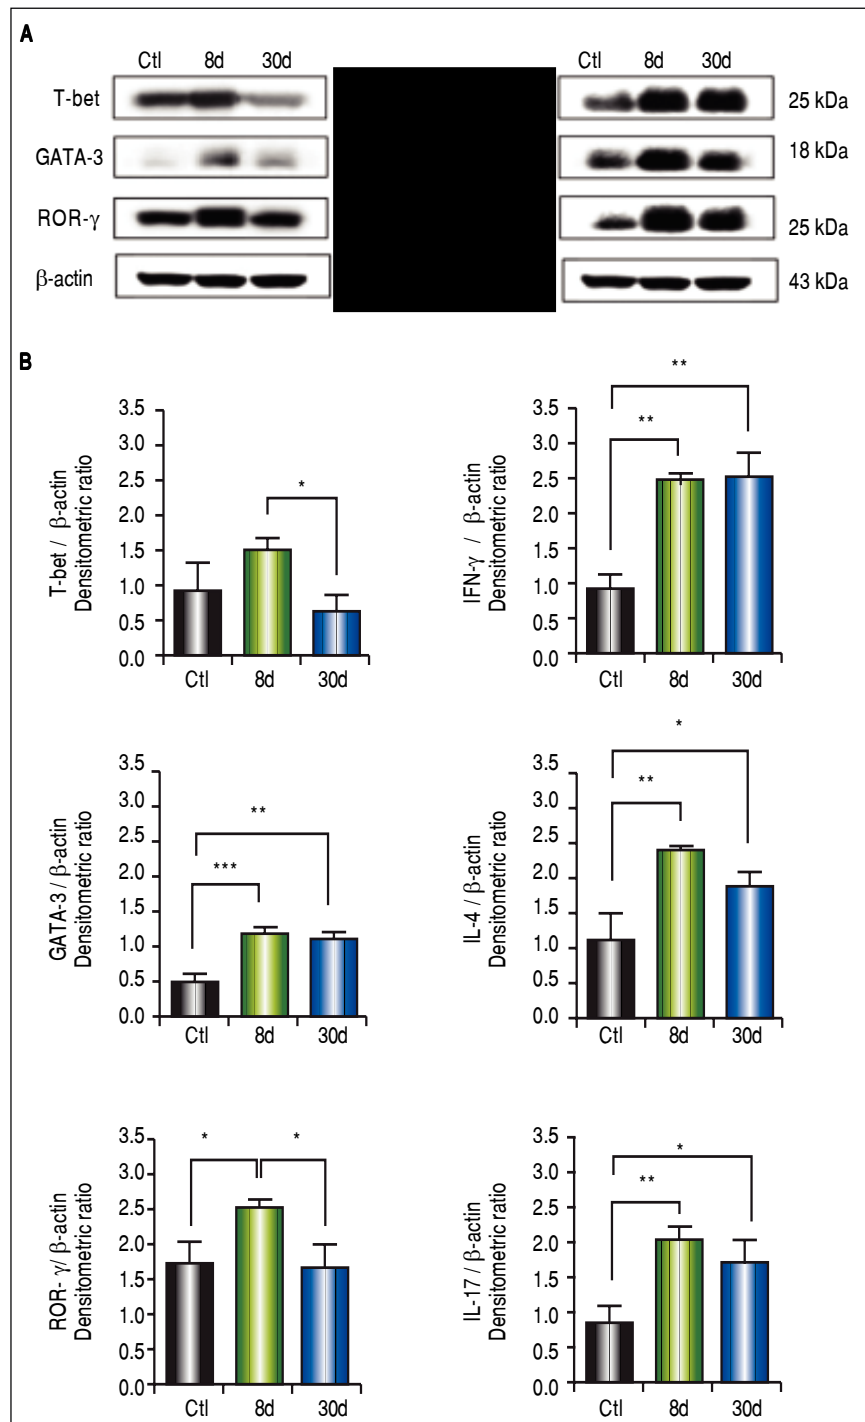 A
Ctl 8d 30d
Ctl 8d 30d
T-bet
25 kDa
GATA-3
18 kDa
ROR-γ
25 kDa
β-actin
43 kDa
B
T-bet / β-actin
Densitometric ratio
3.5
3.0
2.5
2.0
1.5
1.0
0.5
0.0
*
Ctl 8d 30d
IFN-γ / β-actin
Densitometric ratio
3.5
3.0
2.5
2.0
1.5
1.0
0.5
0.0
**
**
Ctl 8d 30d
GATA-3 / β-actin
Densitometric ratio
3.5
3.0
2.5
2.0
1.5
1.0
0.5
0.0
**
***
Ctl 8d 30d
IL-4 / β-actin
Densitometric ratio
3.5
3.0
2.5
2.0
1.5
1.0
0.5
0.0
*
**
Ctl 8d 30d
ROR- γ/ β-actin
Densitometric ratio
3.5
3.0
2.5
2.0
1.5
1.0
0.5
0.0
* *
Ctl 8d 30d
IL-17 / β-actin
Densitometric ratio
3.5
3.0
2.5
2.0
1.5
1.0
0.5
0.0
*
**
Ctl 8d 30d